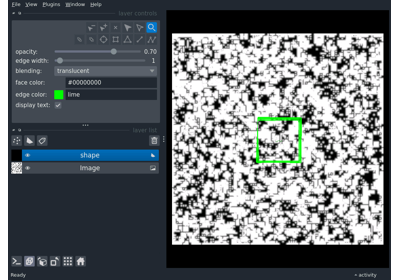 File View Plugins Window Help
layer controls
opacity: 0.70
edge width: 1
blending: translucent
face color: #00000000
edge color: lime
display text:
layer list
shape
Image
Ready
activity